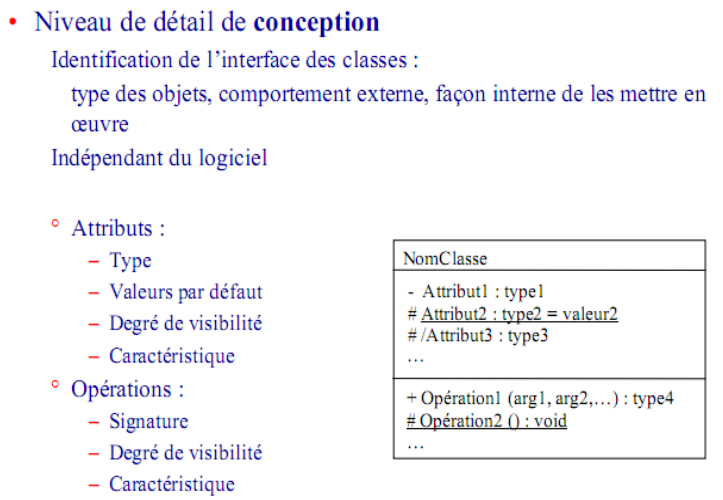 • Niveau de détail de conception
Identification de l’interface des classes :
type des objets, comportement externe, façon interne de les mettre en
œuvre
Indépendant du logiciel
° Attributs :
– Type
– Valeurs par défaut
– Degré de visibilité
– Caractéristique
° Opérations :
– Signature
– Degré de visibilité
– Caractéristique
NomClasse
- Attribut1 : type1
# Attribut2 : type2 = valeur2
# /Attribut3 : type3
…
+ Opération1 (arg1, arg2,…) : type4
# Opération2 () : void
…